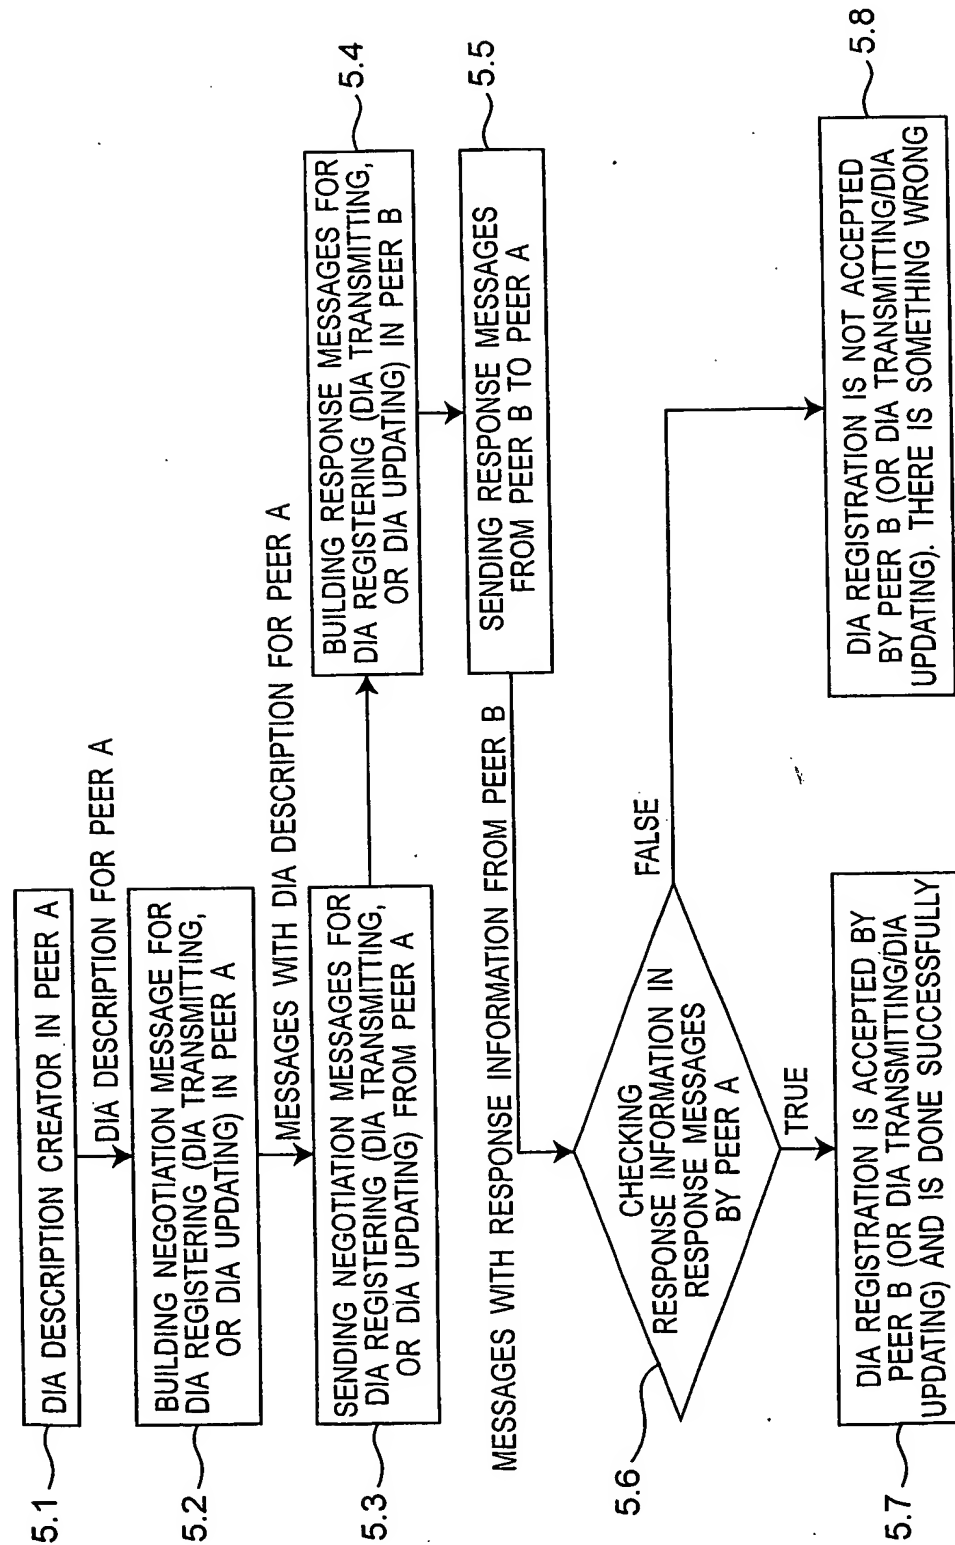 5.1
DIA DESCRIPTION CREATOR IN PEER A
DIA DESCRIPTION FOR PEER A
5.2
BUILDING NEGOTIATION MESSAGE FOR
DIA REGISTERING (DIA TRANSMITTING,
OR DIA UPDATING) IN PEER A
MESSAGES WITH DIA DESCRIPTION FOR PEER A
5.3
SENDING NEGOTIATION MESSAGES FOR
DIA REGISTERING (DIA TRANSMITTING,
OR DIA UPDATING) FROM PEER A
BUILDING RESPONSE MESSAGES FOR
DIA REGISTERING (DIA TRANSMITTING,
OR DIA UPDATING) IN PEER B
5.4
SENDING RESPONSE MESSAGES
FROM PEER B TO PEER A
5.5
MESSAGES WITH RESPONSE INFORMATION FROM PEER B
5.6
CHECKING
RESPONSE INFORMATION IN
RESPONSE MESSAGES
BY PEER A
FALSE
TRUE
5.7
DIA REGISTRATION IS ACCEPTED BY
PEER B (OR DIA TRANSMITTING/DIA
UPDATING) AND IS DONE SUCCESSFULLY
DIA REGISTRATION IS NOT ACCEPTED
BY PEER B (OR DIA TRANSMITTING/DIA
UPDATING). THERE IS SOMETHING WRONG
5.8